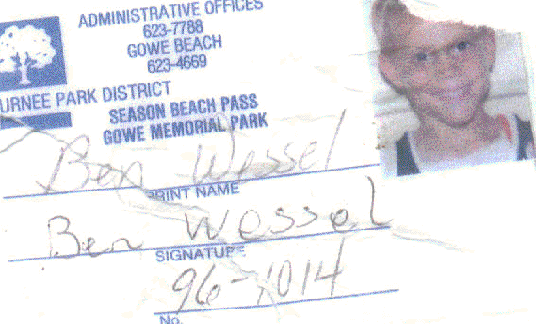 ADMINISTRATIVE OFFICES
623-7788
GOWE BEACH
623-4669
URNEE PARK DISTRICT
SEASON BEACH PASS
GOWE MEMORIAL PARK
Ben Wessel
PRINT NAME
Ben Wessel
SIGNATURE
96-1014
No.